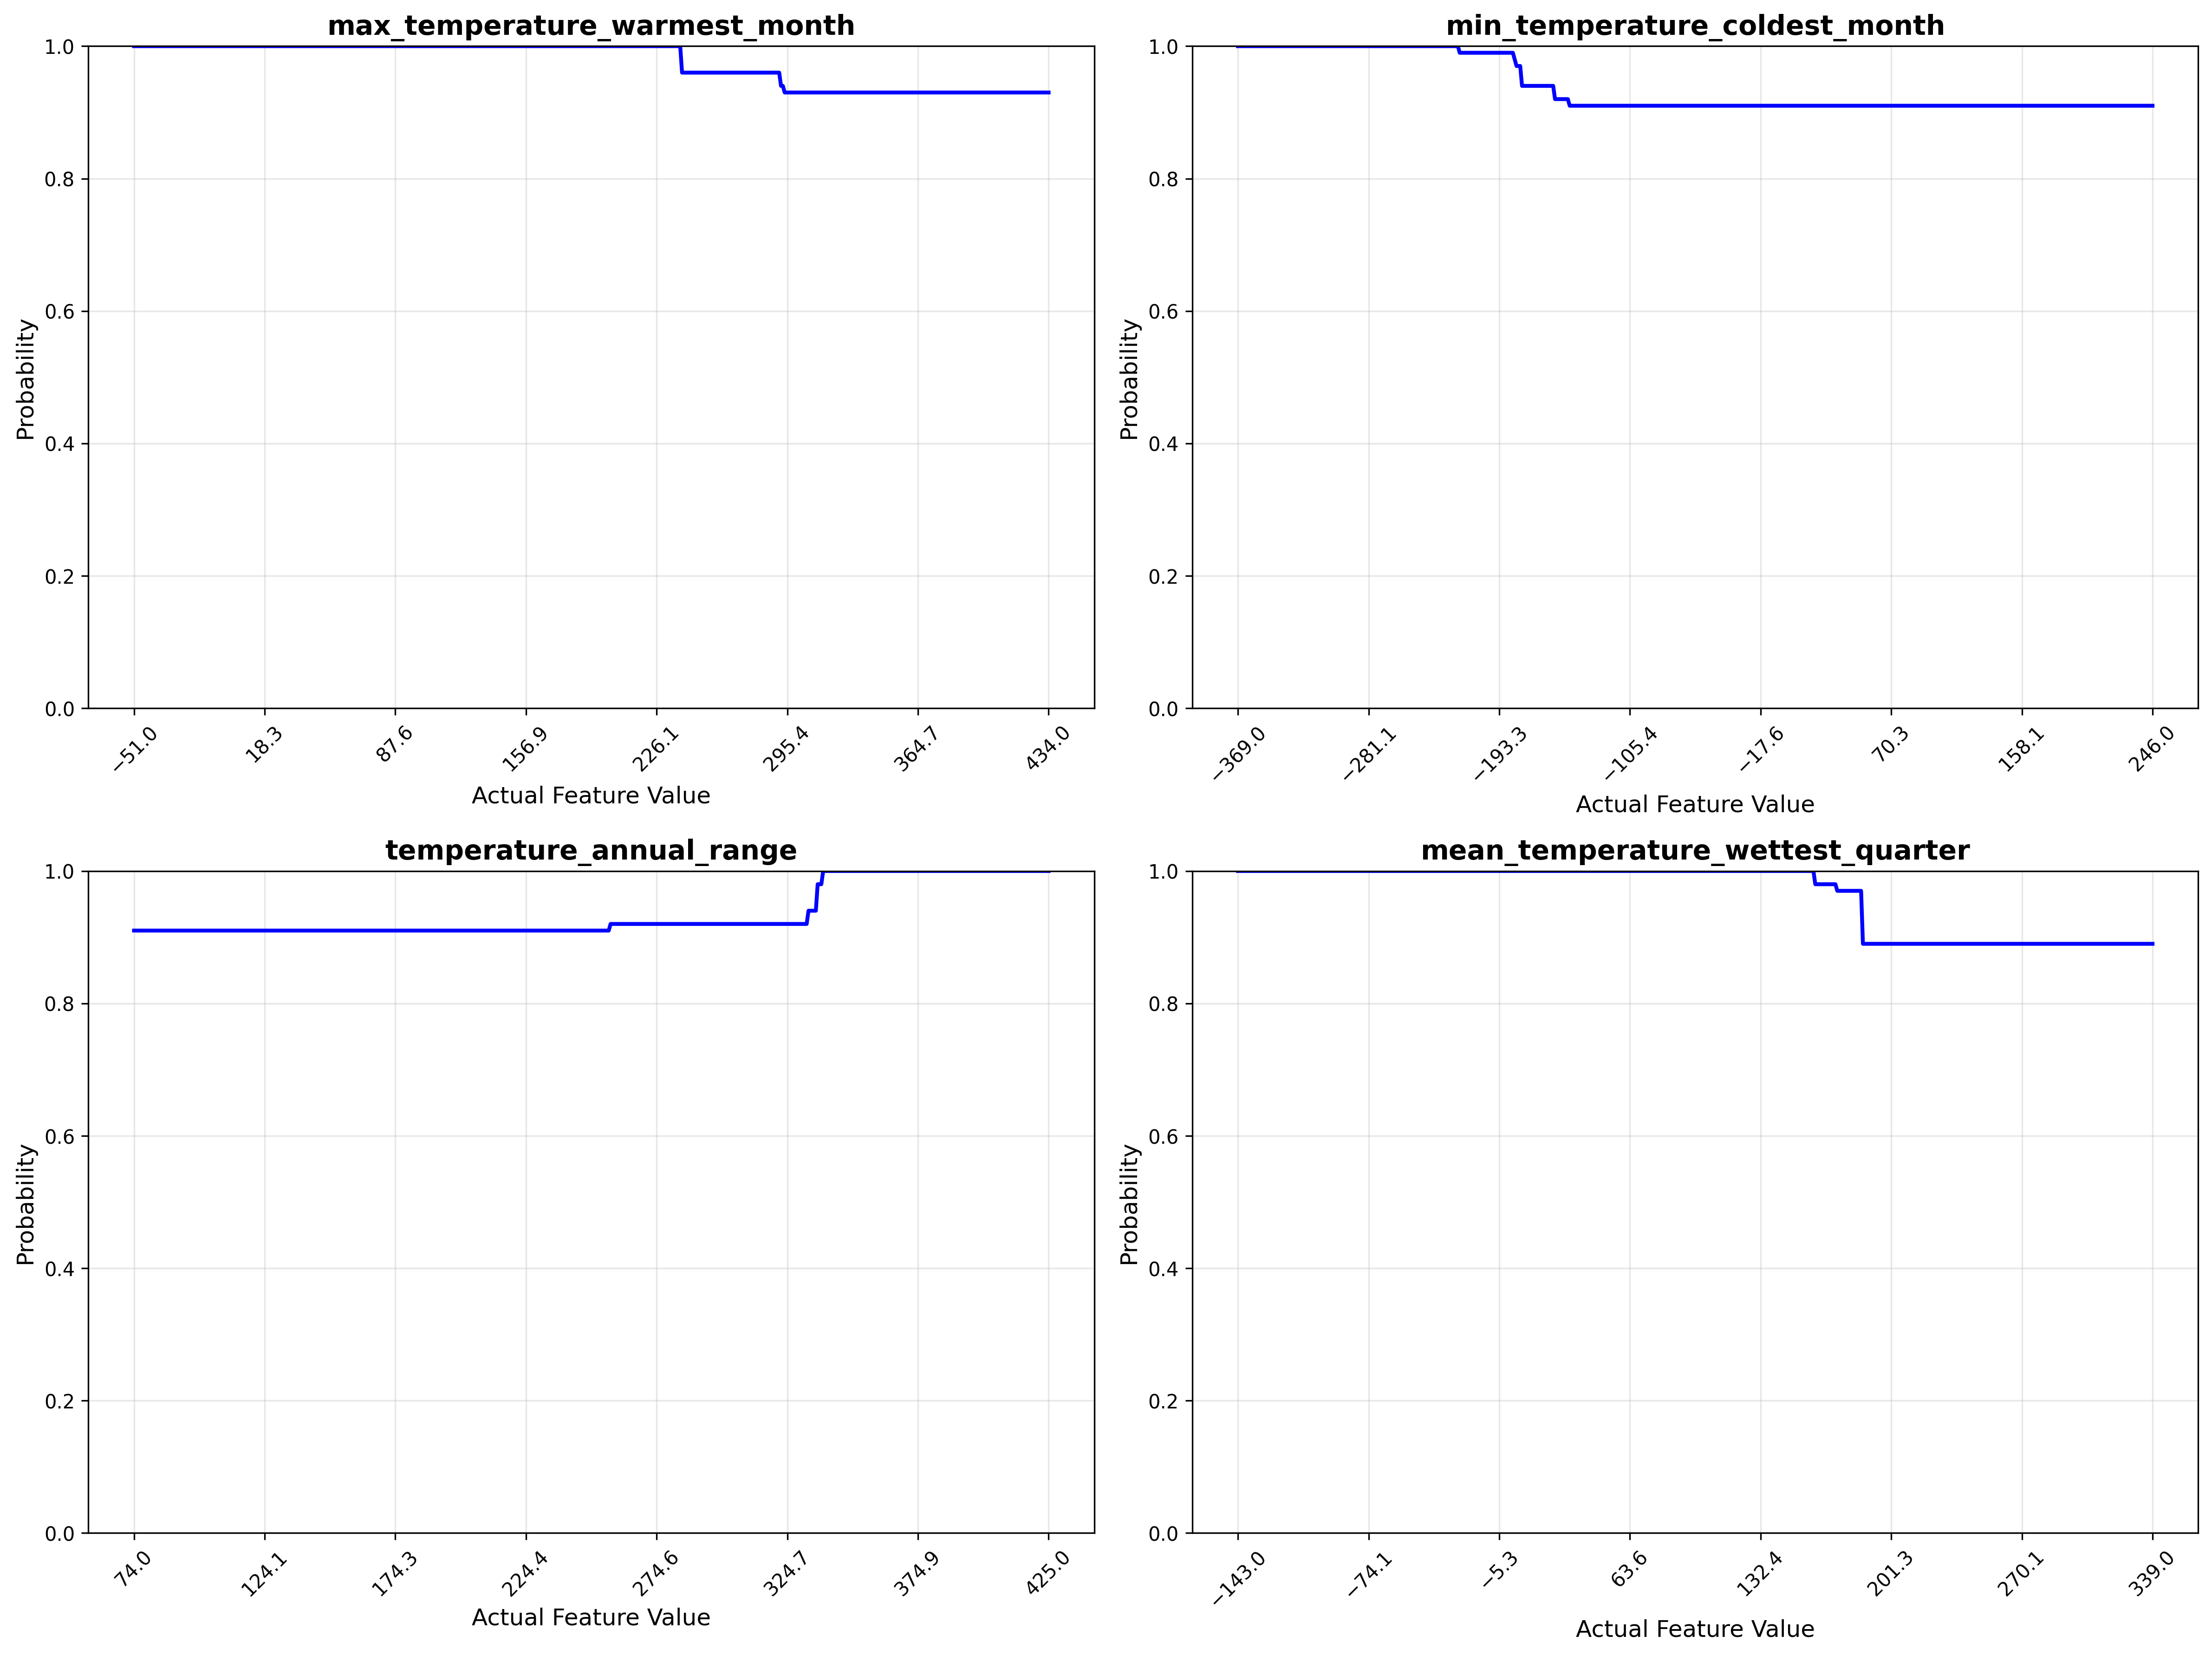 max_temperature_warmest_month
1.0
0.8
0.6
0.4
0.2
0.0
Probability
−51.0 18.3 87.6 156.9 226.1 295.4 364.7 434.0
Actual Feature Value
min_temperature_coldest_month
1.0
0.8
0.6
0.4
0.2
0.0
Probability
−369.0 −281.1 −193.3 −105.4 −17.6 70.3 158.1 246.0
Actual Feature Value
temperature_annual_range
1.0
0.8
0.6
0.4
0.2
0.0
Probability
74.0 124.1 174.3 224.4 274.6 324.7 374.9 425.0
Actual Feature Value
mean_temperature_wettest_quarter
1.0
0.8
0.6
0.4
0.2
0.0
Probability
−143.0 −74.1 −5.3 63.6 132.4 201.3 270.1 339.0
Actual Feature Value